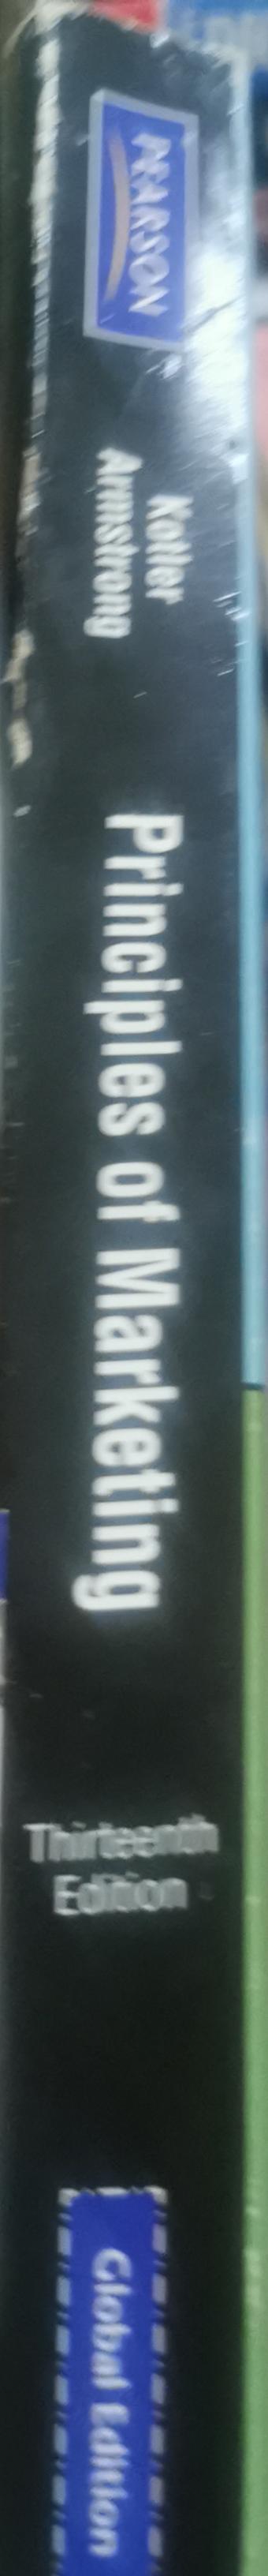 PEARSON
Kotler
Armstrong
Principles of Marketing
Thirteenth
Edition
Global Edition